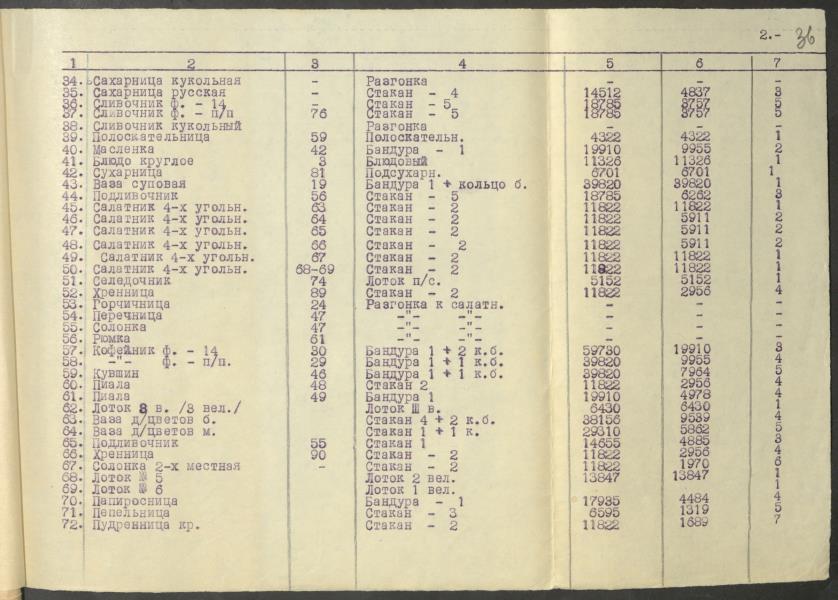 2.- 36
1 2 3 4 5 6 7
34. Сахарница кукольная - Разгонка - - -
35. Сахарница русская - Стакан - 4 14512 4837 3
36. Сливочник ф. - 14 - Стакан - 5 18785 3757 5
37. Сливочник ф. - п/п 76 Стакан - 5 18785 3757 5
38. Сливочник кукольный Разгонка - - -
39. Полоскательница 59 Полоскательн. 4322 4322 1
40. Масленка 42 Бандура - 1 19910 9955 2
41. Блюдо круглое 3 Блюдовый 11326 11326 1
42. Сухарница 81 Подсухарн. 6701 6701 1
43. Ваза суповая 19 Бандура 1 + кольцо б. 39820 39820 1
44. Подливочник 56 Стакан - 5 18785 6262 3
45. Салатник 4-х угольн. 63 Стакан - 2 11822 11822 1
46. Салатник 4-х угольн. 64 Стакан - 2 11822 5911 2
47. Салатник 4-х угольн. 65 Стакан - 2 11822 5911 2
48. Салатник 4-х угольн. 66 Стакан - 2 11822 5911 2
49. Салатник 4-х угольн. 67 Стакан - 2 11822 11822 1
50. Салатник 4-х угольн. 68-69 Стакан - 2 11822 11822 1
51. Селедочник 74 Лоток п/с. 5152 5152 1
52. Хренница 89 Стакан - 2 11822 2956 4
53. Горчичница 24 Разгонка к салатн. - - -
54. Перечница 47 -"- -"- - - -
55. Солонка 47 -"- -"- - - -
56. Рюмка 61 -"- -"- - - -
57. Кофейник ф. - 14 30 Бандура 1 + 2 к.б. 59730 19910 3
58. -"- ф. - п/п. 29 Бандура 1 + 1 к.б. 39820 9955 4
59. Кувшин 46 Бандура 1 + 1 к.б. 39820 7964 5
60. Пиала 48 Стакан 2 11822 2956 4
61. Пиала 49 Бандура 1 19910 4978 4
62. Лоток 3 в. /3 вел./ Лоток Ш в. 6430 6430 1
63. Ваза д/цветов б. Стакан 4 + 2 к.б. 38156 9539 4
64. Ваза д/цветов м. Стакан 1 + 1 к. 29310 5862 5
65. Подливочник 55 Стакан 1 14655 4885 3
66. Хренница 90 Стакан - 2 11822 2956 4
67. Солонка 2-х местная - Стакан - 2 11822 1970 6
68. Лоток № 5 Лоток 2 вел. 13847 13847 1
69. Лоток № 6 Лоток 1 вел. 1
70. Папиросница Бандура - 1 17935 4484 4
71. Пепельница Стакан - 3 6595 1319 5
72. Пудренница кр. Стакан - 2 11822 1689 7